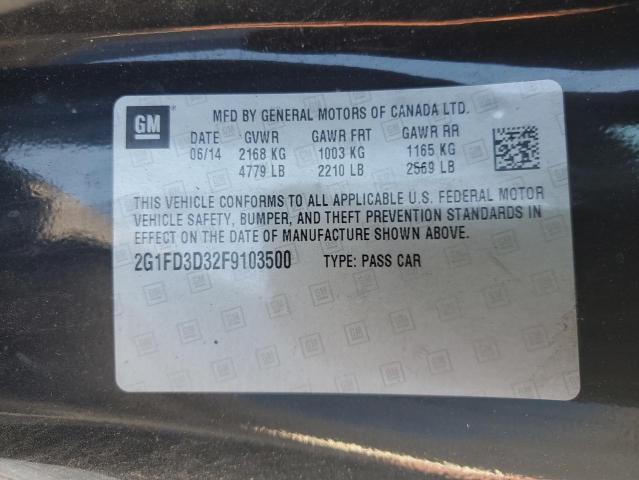 GM
MFD BY GENERAL MOTORS OF CANADA LTD.
DATE GVWR GAWR FRT GAWR RR
06/14 2168 KG 1003 KG 1165 KG
4779 LB 2210 LB 2569 LB
THIS VEHICLE CONFORMS TO ALL APPLICABLE U.S. FEDERAL MOTOR
VEHICLE SAFETY, BUMPER, AND THEFT PREVENTION STANDARDS IN
EFFECT ON THE DATE OF MANUFACTURE SHOWN ABOVE.
2G1FD3D32F9103500 TYPE: PASS CAR